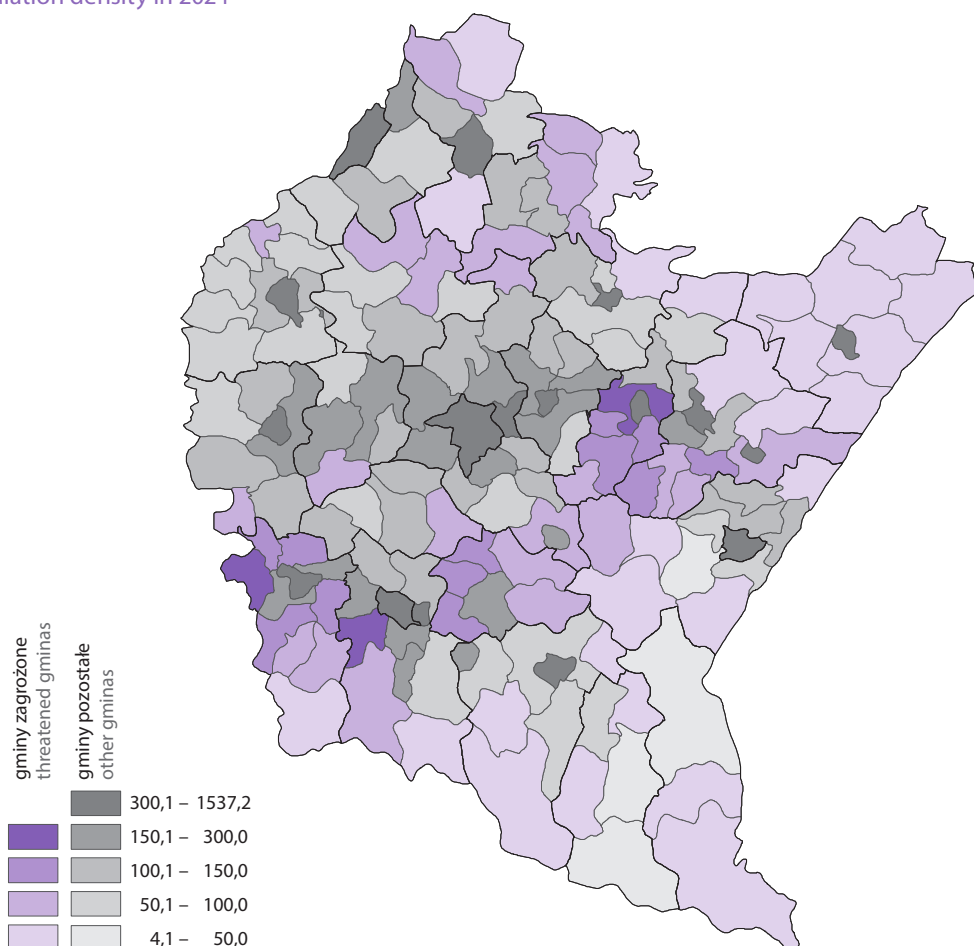 density in 2021
gminy zagrożone
threatened gminas
gminy pozostałe
other gminas
300,1 – 1537,2
150,1 – 300,0
100,1 – 150,0
50,1 – 100,0
4,1 – 50,0